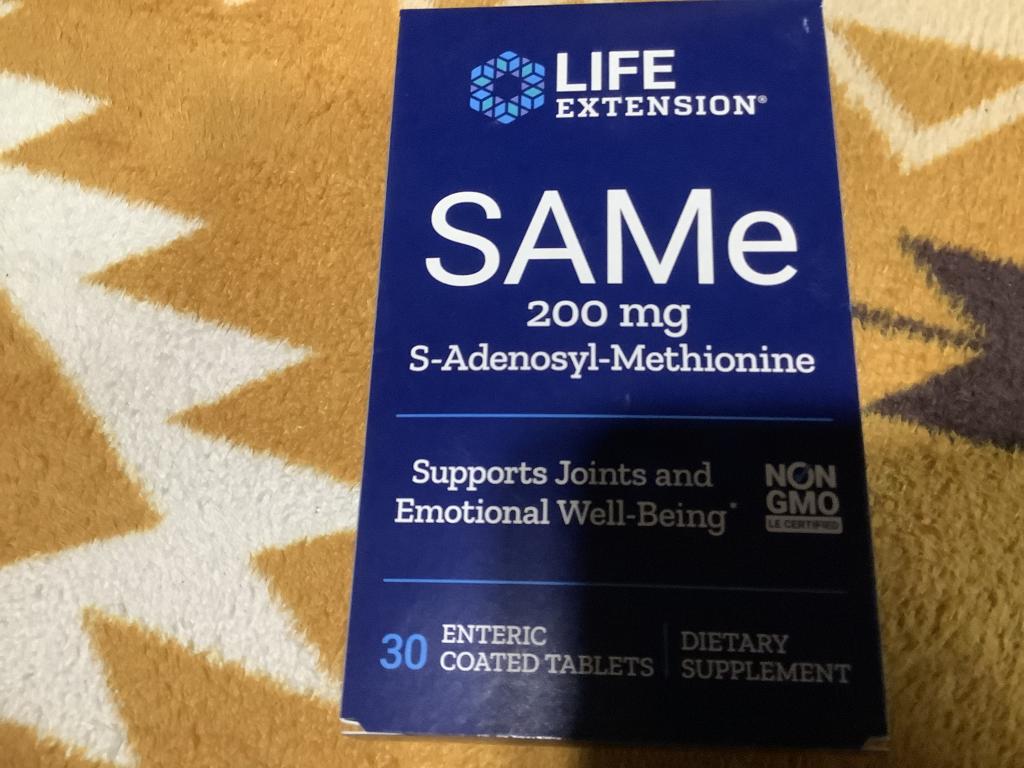 LIFE
EXTENSION®
SAMe
200 mg
S-Adenosyl-Methionine
Supports Joints and
Emotional Well-Being*
NON
GMO
LE CERTIFIED
30 ENTERIC
COATED TABLETS
DIETARY
SUPPLEMENT